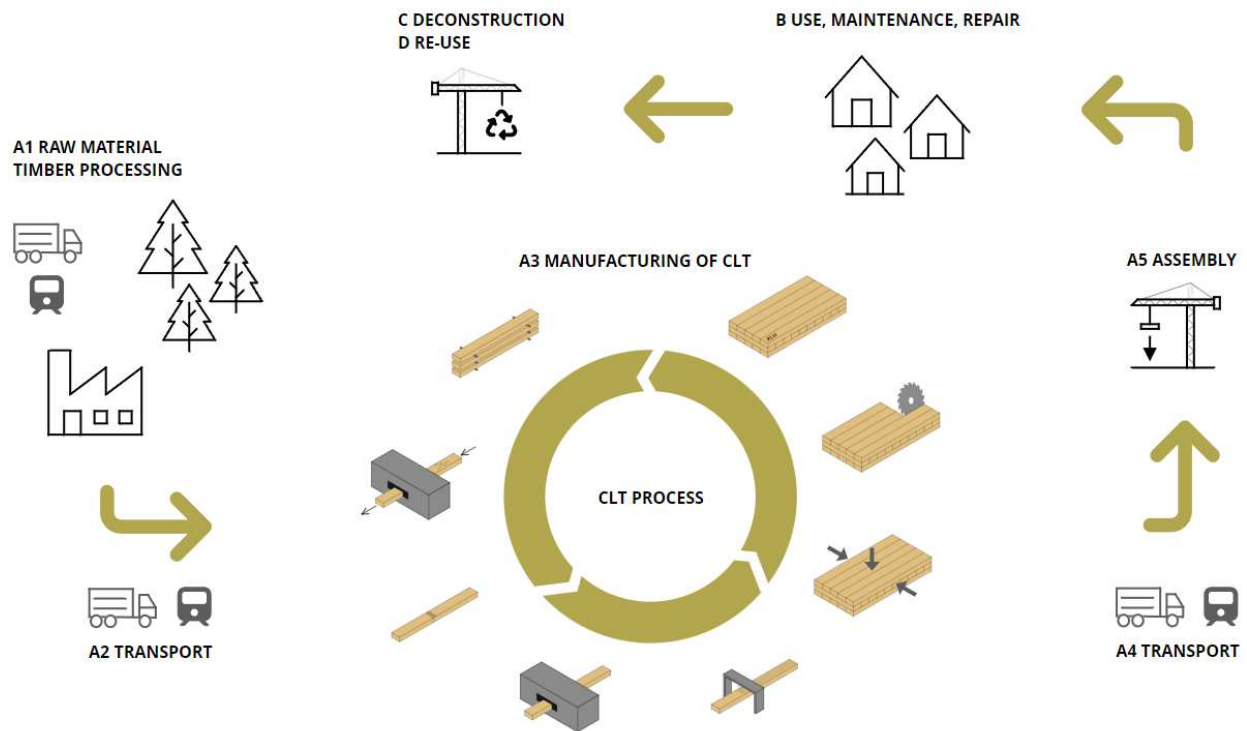 C DECONSTRUCTION
D RE-USE
B USE, MAINTENANCE, REPAIR
A1 RAW MATERIAL
TIMBER PROCESSING
A3 MANUFACTURING OF CLT
A5 ASSEMBLY
CLT PROCESS
A2 TRANSPORT
A4 TRANSPORT